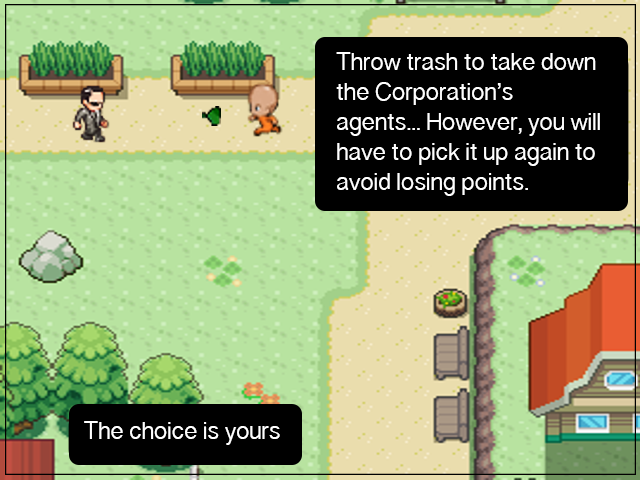 Throw trash to take down
the Corporation's
agents... However, you will
have to pick it up again to
avoid losing points.
The choice is yours